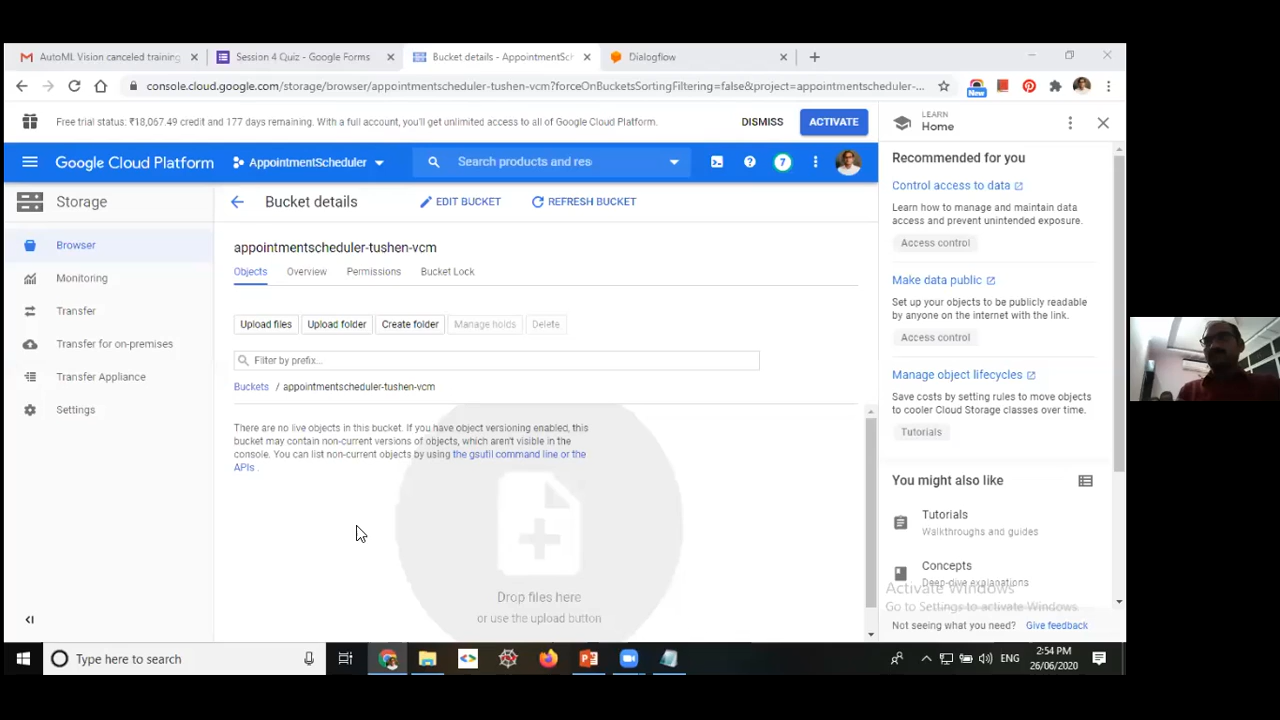 AutoML Vision canceled training
Session 4 Quiz - Google Forms
Bucket details - AppointmentSch
Dialogflow
console.cloud.google.com/storage/browser/appointmentscheduler-tushen-vcm?forceOnBucketsSortingFiltering=false&project=appointmentscheduler-...
New
Free trial status: ₹18,067.49 credit and 177 days remaining. With a full account, you'll get unlimited access to all of Google Cloud Platform.
DISMISS
ACTIVATE
Google Cloud Platform
AppointmentScheduler
Search products and res
7
Storage
Browser
Monitoring
Transfer
Transfer for on-premises
Transfer Appliance
Settings
Bucket details
EDIT BUCKET
REFRESH BUCKET
appointmentscheduler-tushen-vcm
Objects
Overview
Permissions
Bucket Lock
Upload files
Upload folder
Create folder
Manage holds
Delete
Filter by prefix...
Buckets / appointmentscheduler-tushen-vcm
There are no live objects in this bucket. If you have object versioning enabled, this
bucket may contain non-current versions of objects, which aren't visible in the
console. You can list non-current objects by using the gsutil command line or the
APIs .
Drop files here
or use the upload button
LEARN
Home
Recommended for you
Control access to data
Learn how to manage and maintain data
access and prevent unintended exposure.
Access control
Make data public
Set up your objects to be publicly readable
by anyone on the internet with the link.
Access control
Manage object lifecycles
Save costs by setting rules to move objects
to cooler Cloud Storage classes over time.
Tutorials
You might also like
Tutorials
Walkthroughs and guides
Concepts
Deep-dive explanations
Activate Windows
Go to Settings to activate Windows.
Not seeing what you need? Give feedback
Type here to search
ENG
2:54 PM
26/06/2020